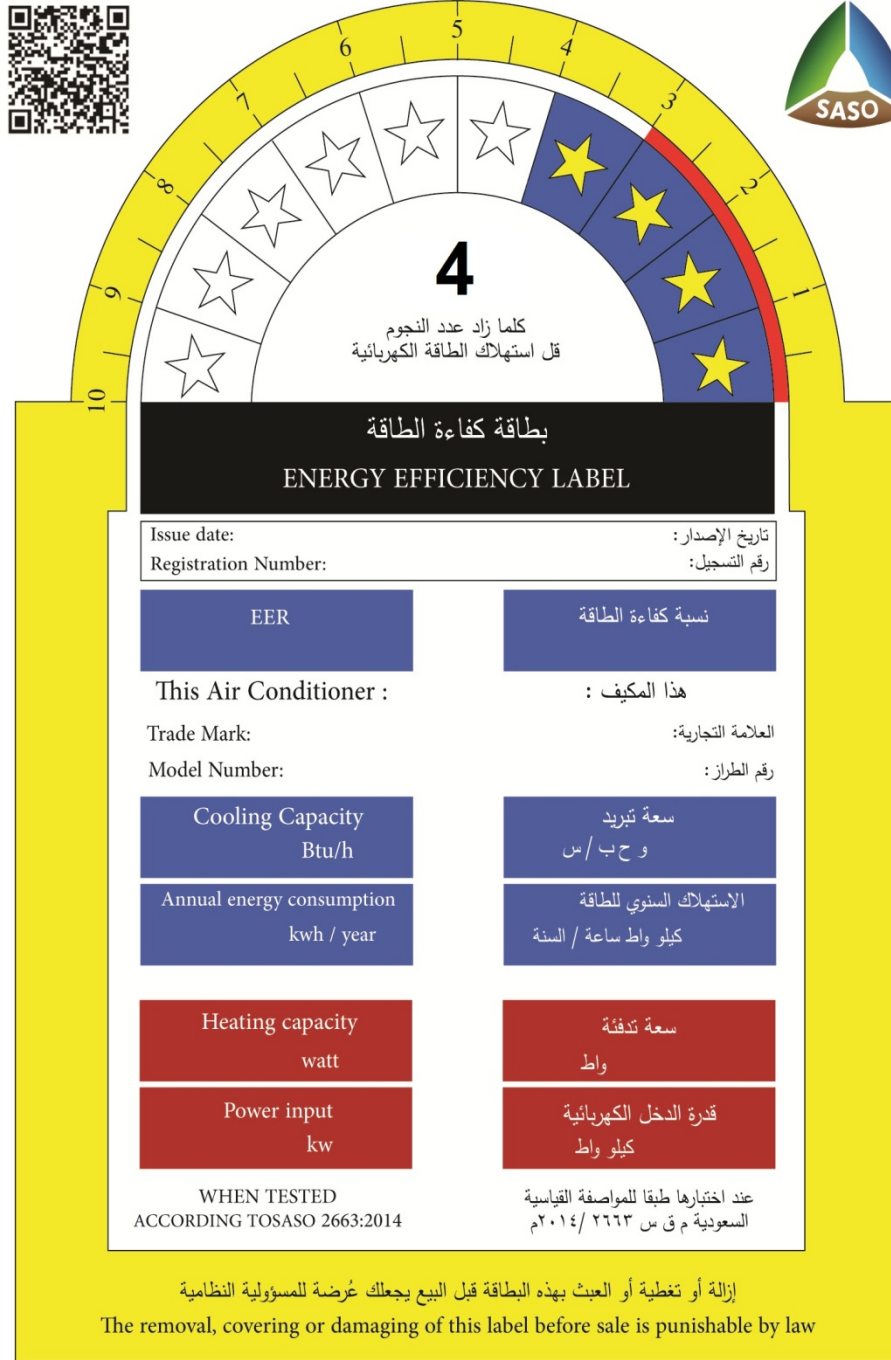 SASO
10
9
8
7
6
5
4
3
2
1
4
كلما زاد عدد النجوم
قل استهلاك الطاقة الكهربائية
بطاقة كفاءة الطاقة
ENERGY EFFICIENCY LABEL
Issue date: تاريخ الإصدار:
Registration Number: رقم التسجيل:
EER نسبة كفاءة الطاقة
This Air Conditioner : هذا المكيف :
Trade Mark: العلامة التجارية:
Model Number: رقم الطراز:
Cooling Capacity سعة تبريد
Btu/h و ح ب / س
Annual energy consumption الاستهلاك السنوي للطاقة
kwh / year كيلو واط ساعة / السنة
Heating capacity سعة تدفئة
watt واط
Power input قدرة الدخل الكهربائية
kw كيلو واط
WHEN TESTED عند اختبارها طبقا للمواصفة القياسية
ACCORDING TOSASO 2663:2014 السعودية م ق س ٢٦٦٣ /٢٠١٤م
إزالة أو تغطية أو العبث بهذه البطاقة قبل البيع يجعلك عُرضة للمسؤولية النظامية
The removal, covering or damaging of this label before sale is punishable by law